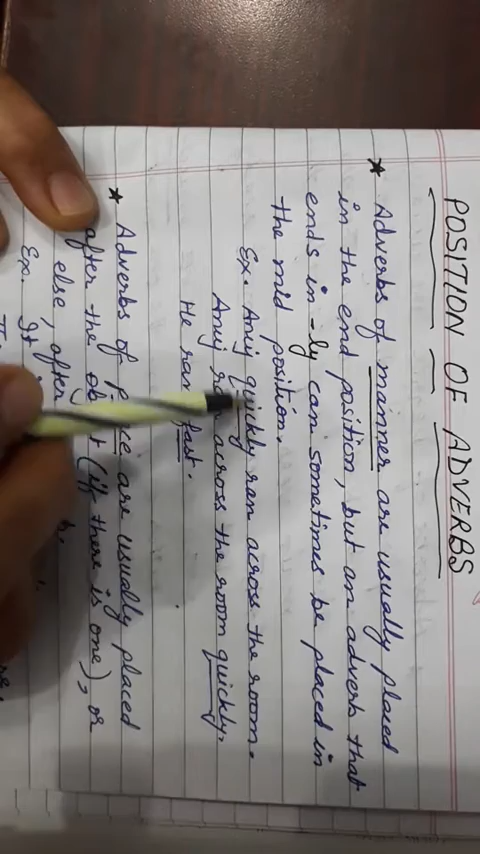 POSITION OF ADVERBS
* Adverbs of manner are usually placed
in the end position, but an adverb that
ends in -ly can sometimes be placed in
the mid position.
Ex. Anuj quickly ran across the room.
Anuj ran across the room quickly.
He ran fast.
* Adverbs of place are usually placed
after the object (if there is one), or
else, after
Ex. It